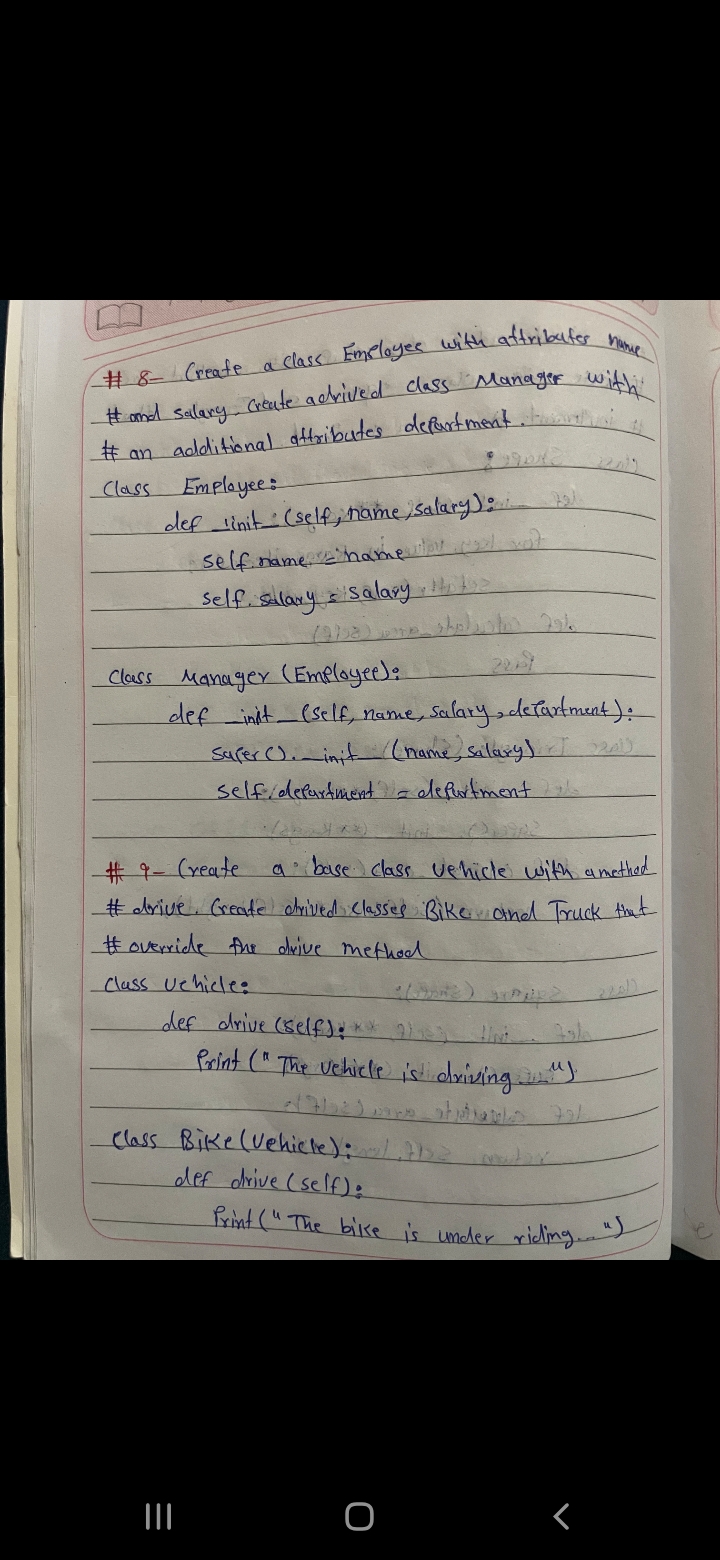 # 8- Create a class Employee with attributes name
# and salary. Create a drived class Manager with
# an additional attributes department.
Class Employee:
def __init__(self, name, salary):
self.name = name
self.salary = salary
Class Manager (Employee):
def __init__(self, name, salary, department):
super().__init__(name, salary)
self.department = department
# 9- Create a base class vehicle with a method
# drive. Create drived classes Bike and Truck that
# override the drive method
Class vehicle:
def drive(self):
Print("The vehicle is driving...")
Class Bike(Vehicle):
def drive(self):
Print("The bike is under riding...")